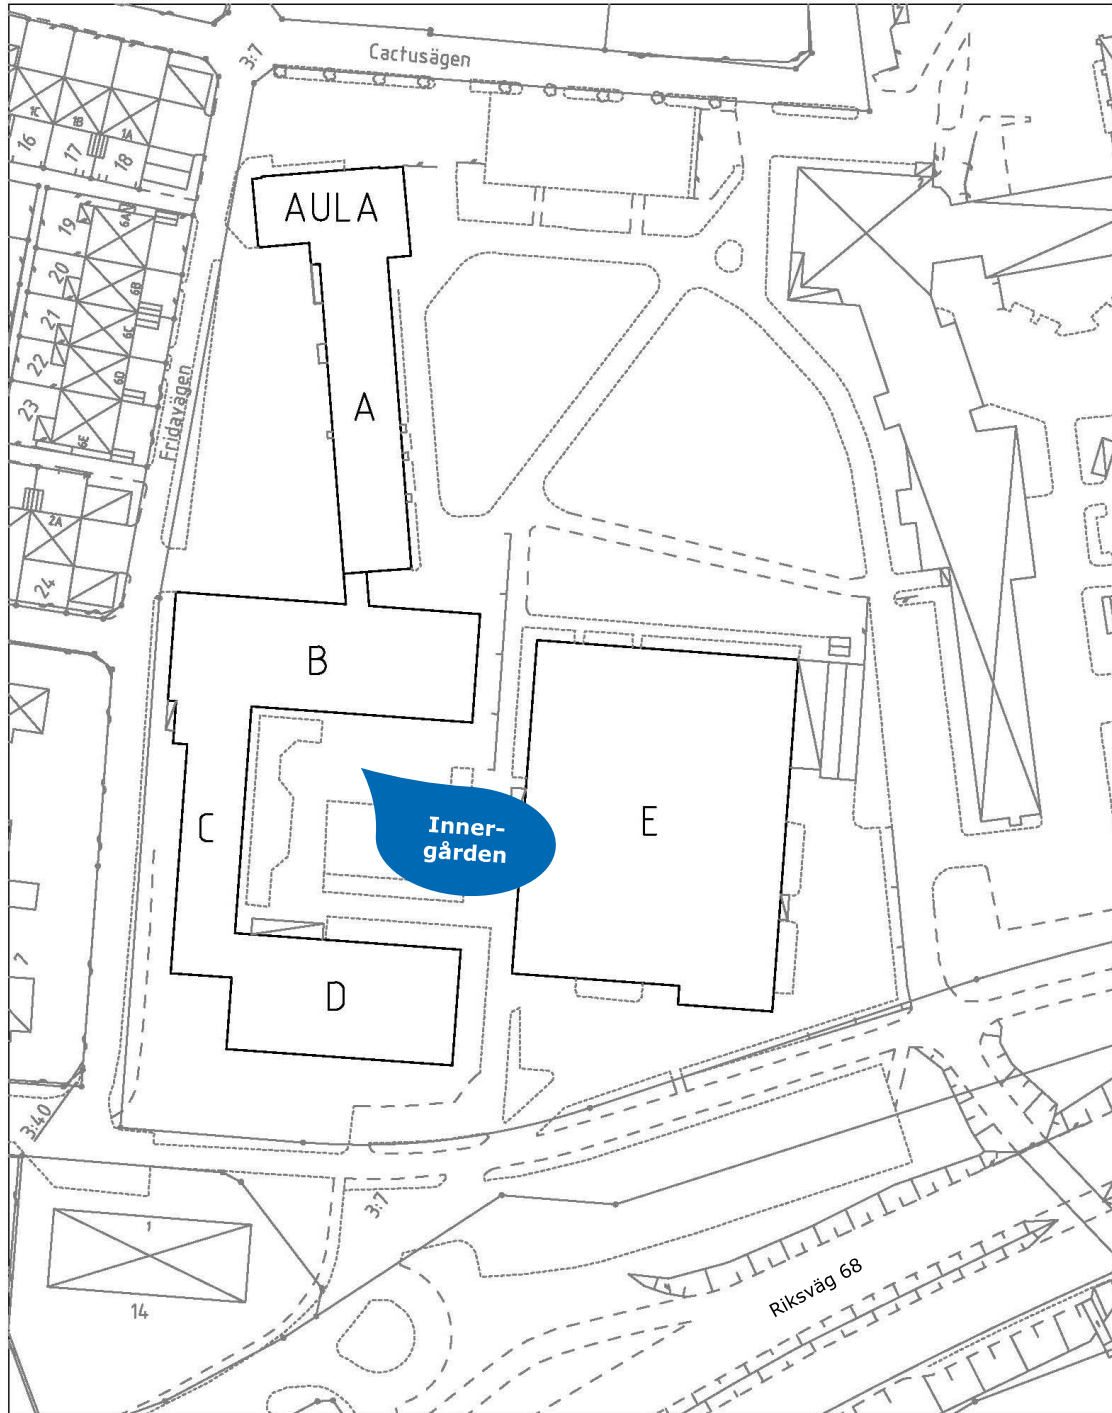 3:7
Cactusägen
1C
1B
1A
16
17
18
AULA
19
6A
20
6B
21
6C
22
6D
23
6E
Fridavägen
A
2A
24
B
Inner-
gården
C
E
D
7
3:40
3:7
1
14
Riksväg 68